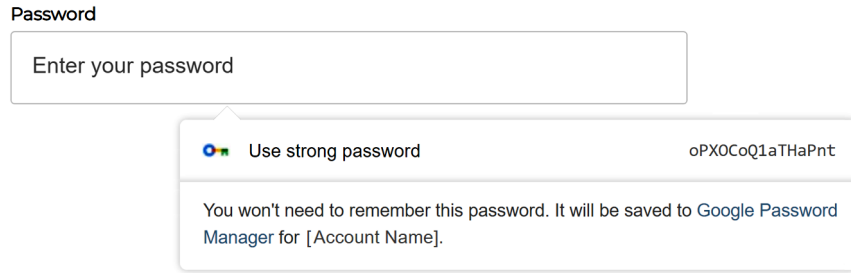 Password
Enter your password
Use strong password oPXOCoQ1aTHaPnt
You won't need to remember this password. It will be saved to Google Password
Manager for [Account Name].